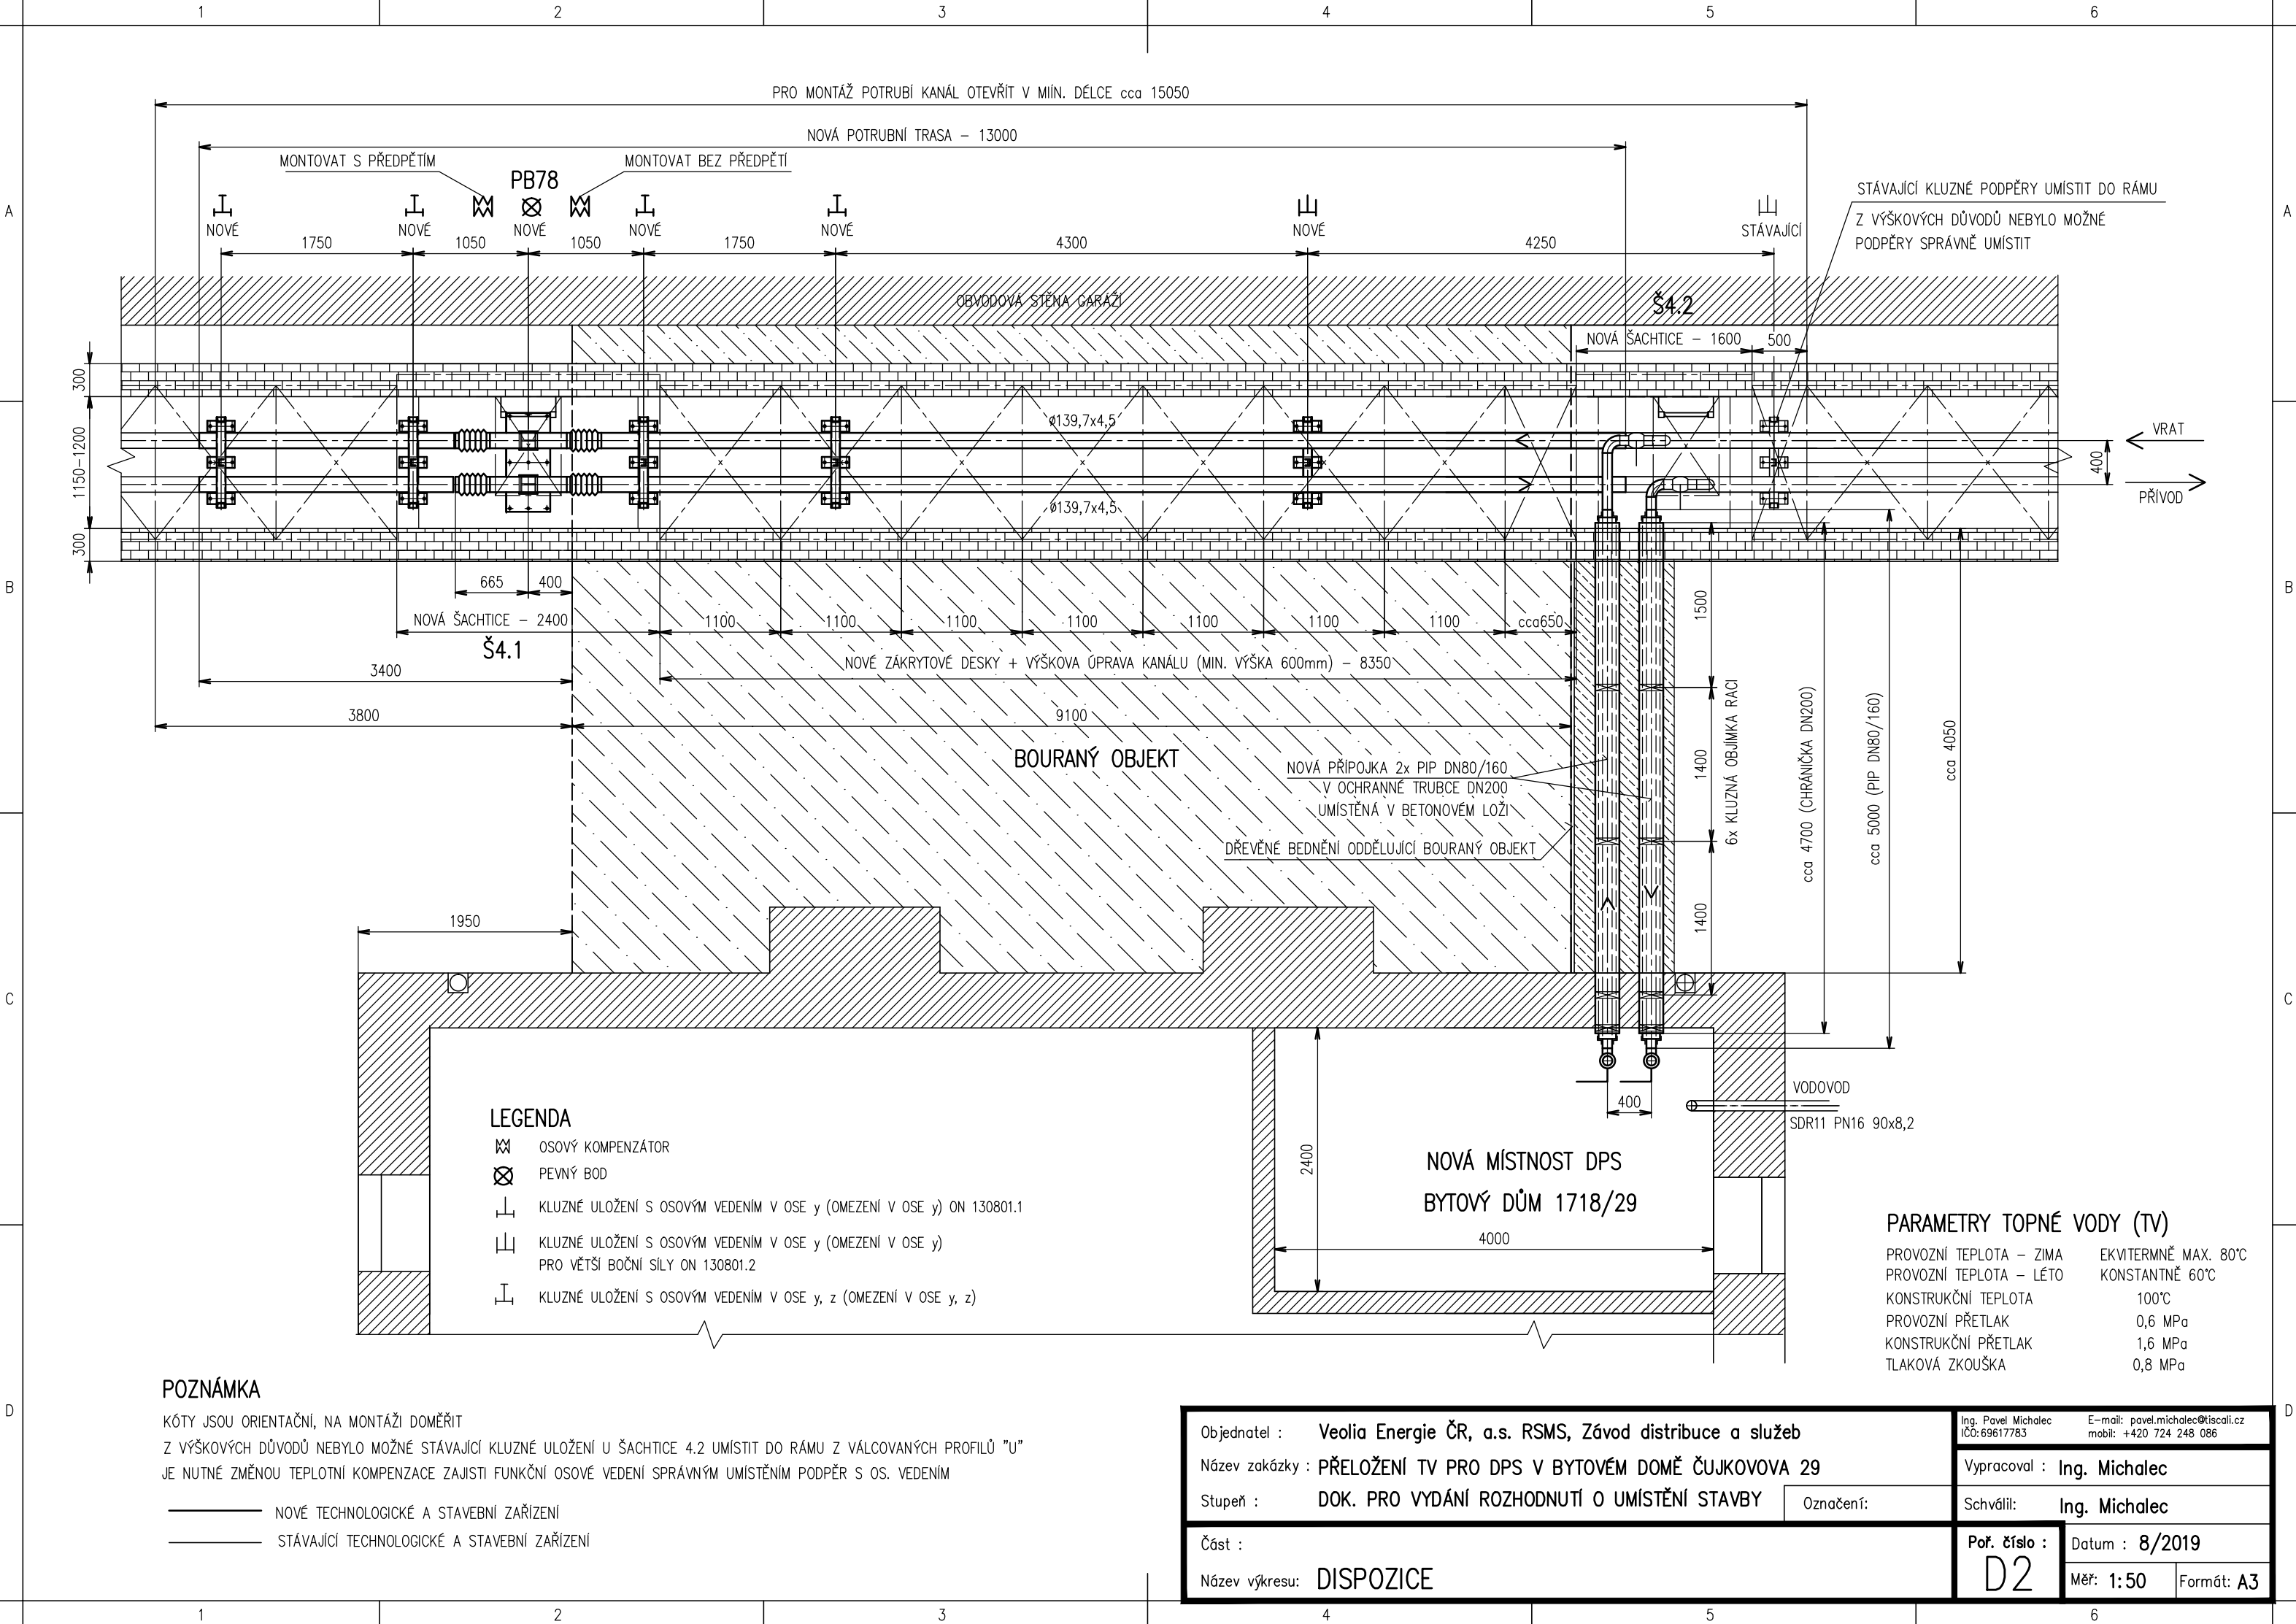 1 2 3 4 5 6
PRO MONTÁŽ POTRUBÍ KANÁL OTEVŘÍT V MIÍN. DÉLCE cca 15050
NOVÁ POTRUBNÍ TRASA – 13000
MONTOVAT S PŘEDPĚTÍM
MONTOVAT BEZ PŘEDPĚTÍ
PB78
STÁVAJÍCÍ KLUZNÉ PODPĚRY UMÍSTIT DO RÁMU
Z VÝŠKOVÝCH DŮVODŮ NEBYLO MOŽNÉ
PODPĚRY SPRÁVNĚ UMÍSTIT
A A
NOVÉ NOVÉ NOVÉ NOVÉ NOVÉ NOVÉ STÁVAJÍCÍ
1750 1050 1050 1750 4300 4250
OBVODOVÁ STĚNA GARÁŽÍ
Š4.2
NOVÁ ŠACHTICE – 1600 500
300
1150-1200
300
ø139,7x4,5
ø139,7x4,5
VRAT
400
PŘÍVOD
B B
665 400
NOVÁ ŠACHTICE – 2400
Š4.1
1100 1100 1100 1100 1100 1100 1100 cca650
NOVÉ ZÁKRYTOVÉ DESKY + VÝŠKOVA ÚPRAVA KANÁLU (MIN. VÝŠKA 600mm) – 8350
3400
3800 9100
BOURANÝ OBJEKT
NOVÁ PŘÍPOJKA 2x PIP DN80/160
V OCHRANNÉ TRUBCE DN200
UMÍSTĚNÁ V BETONOVÉM LOŽI
DŘEVĚNÉ BEDNĚNÍ ODDĚLUJÍCÍ BOURANÝ OBJEKT
1500
1400
1400
6x KLUZNÁ OBJÍMKA RACI
cca 4700 (CHRÁNIČKA DN200)
cca 5000 (PIP DN80/160)
cca 4050
1950
C C
400
VODOVOD
SDR11 PN16 90x8,2
2400
NOVÁ MÍSTNOST DPS
BYTOVÝ DŮM 1718/29
4000
LEGENDA
OSOVÝ KOMPENZÁTOR
PEVNÝ BOD
KLUZNÉ ULOŽENÍ S OSOVÝM VEDENÍM V OSE y (OMEZENÍ V OSE y) ON 130801.1
KLUZNÉ ULOŽENÍ S OSOVÝM VEDENÍM V OSE y (OMEZENÍ V OSE y)
PRO VĚTŠÍ BOČNÍ SÍLY ON 130801.2
KLUZNÉ ULOŽENÍ S OSOVÝM VEDENÍM V OSE y, z (OMEZENÍ V OSE y, z)
PARAMETRY TOPNÉ VODY (TV)
PROVOZNÍ TEPLOTA – ZIMA EKVITERMNĚ MAX. 80°C
PROVOZNÍ TEPLOTA – LÉTO KONSTANTNĚ 60°C
KONSTRUKČNÍ TEPLOTA 100°C
PROVOZNÍ PŘETLAK 0,6 MPa
KONSTRUKČNÍ PŘETLAK 1,6 MPa
TLAKOVÁ ZKOUŠKA 0,8 MPa
POZNÁMKA
KÓTY JSOU ORIENTAČNÍ, NA MONTÁŽI DOMĚŘIT
Z VÝŠKOVÝCH DŮVODŮ NEBYLO MOŽNÉ STÁVAJÍCÍ KLUZNÉ ULOŽENÍ U ŠACHTICE 4.2 UMÍSTIT DO RÁMU Z VÁLCOVANÝCH PROFILŮ "U"
JE NUTNÉ ZMĚNOU TEPLOTNÍ KOMPENZACE ZAJISTI FUNKČNÍ OSOVÉ VEDENÍ SPRÁVNÝM UMÍSTĚNÍM PODPĚR S OS. VEDENÍM
NOVÉ TECHNOLOGICKÉ A STAVEBNÍ ZAŘÍZENÍ
STÁVAJÍCÍ TECHNOLOGICKÉ A STAVEBNÍ ZAŘÍZENÍ
D D
Objednatel : Veolia Energie ČR, a.s. RSMS, Závod distribuce a služeb
Název zakázky : PŘELOŽENÍ TV PRO DPS V BYTOVÉM DOMĚ ČUJKOVOVA 29
Stupeň : DOK. PRO VYDÁNÍ ROZHODNUTÍ O UMÍSTĚNÍ STAVBY Označení:
Část :
Název výkresu: DISPOZICE
Ing. Pavel Michalec E-mail: pavel.michalec@tiscali.cz
IČO: 69617783 mobil: +420 724 248 086
Vypracoval : Ing. Michalec
Schválil: Ing. Michalec
Poř. číslo : Datum : 8/2019
D2 Měř: 1:50 Formát: A3
1 2 3 4 5 6